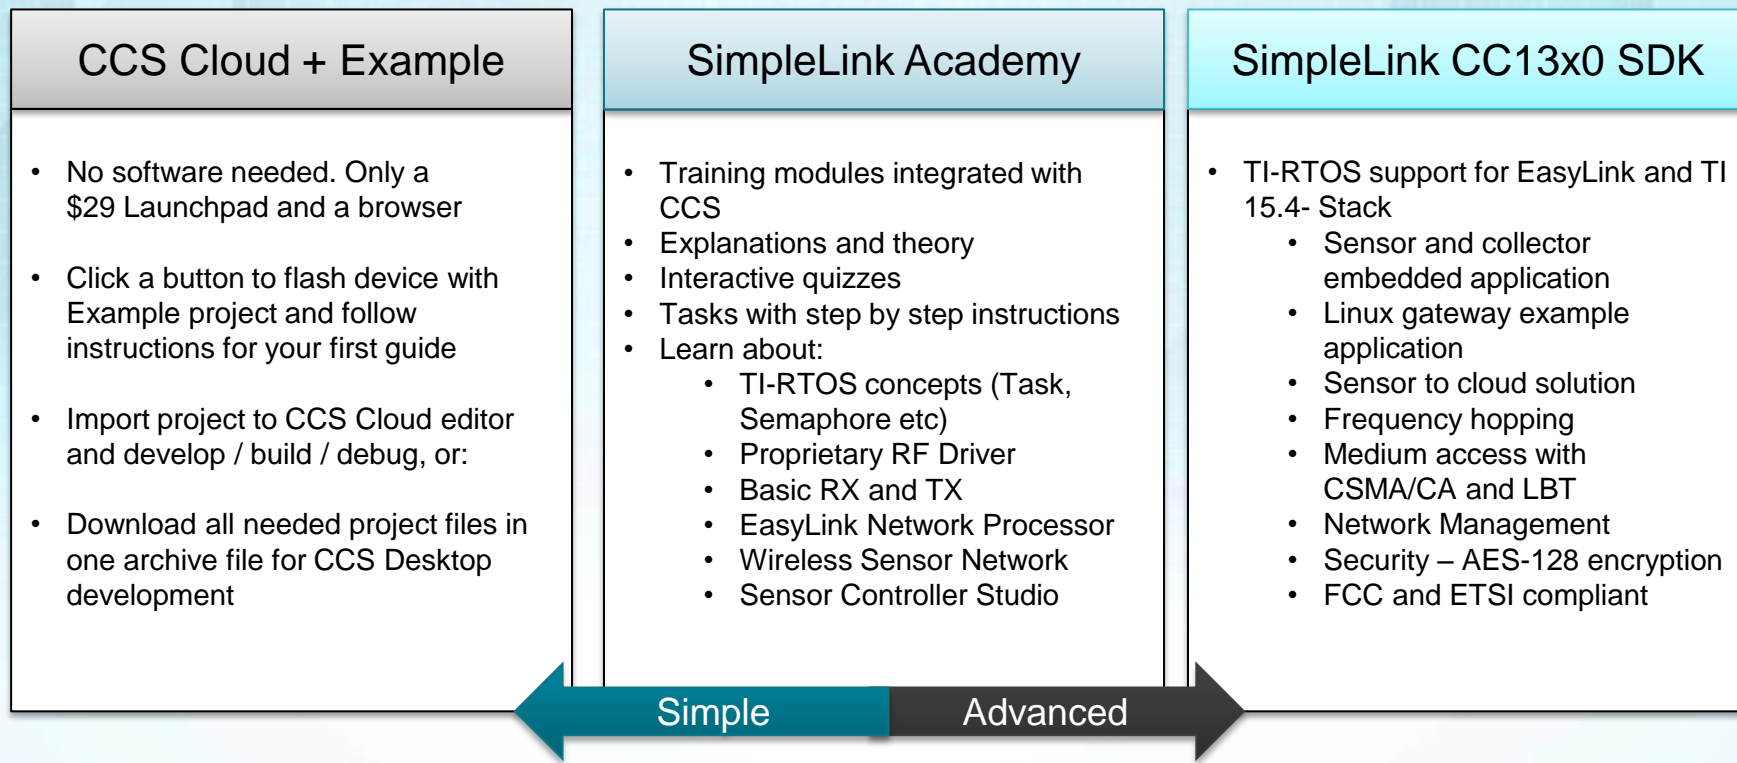 CCS Cloud + Example
• No software needed. Only a
$29 Launchpad and a browser
• Click a button to flash device with
Example project and follow
instructions for your first guide
• Import project to CCS Cloud editor
and develop / build / debug, or:
• Download all needed project files in
one archive file for CCS Desktop
development
SimpleLink Academy
• Training modules integrated with
CCS
• Explanations and theory
• Interactive quizzes
• Tasks with step by step instructions
• Learn about:
• TI-RTOS concepts (Task,
Semaphore etc)
• Proprietary RF Driver
• Basic RX and TX
• EasyLink Network Processor
• Wireless Sensor Network
• Sensor Controller Studio
SimpleLink CC13x0 SDK
• TI-RTOS support for EasyLink and TI
15.4- Stack
• Sensor and collector
embedded application
• Linux gateway example
application
• Sensor to cloud solution
• Frequency hopping
• Medium access with
CSMA/CA and LBT
• Network Management
• Security – AES-128 encryption
• FCC and ETSI compliant
Simple
Advanced